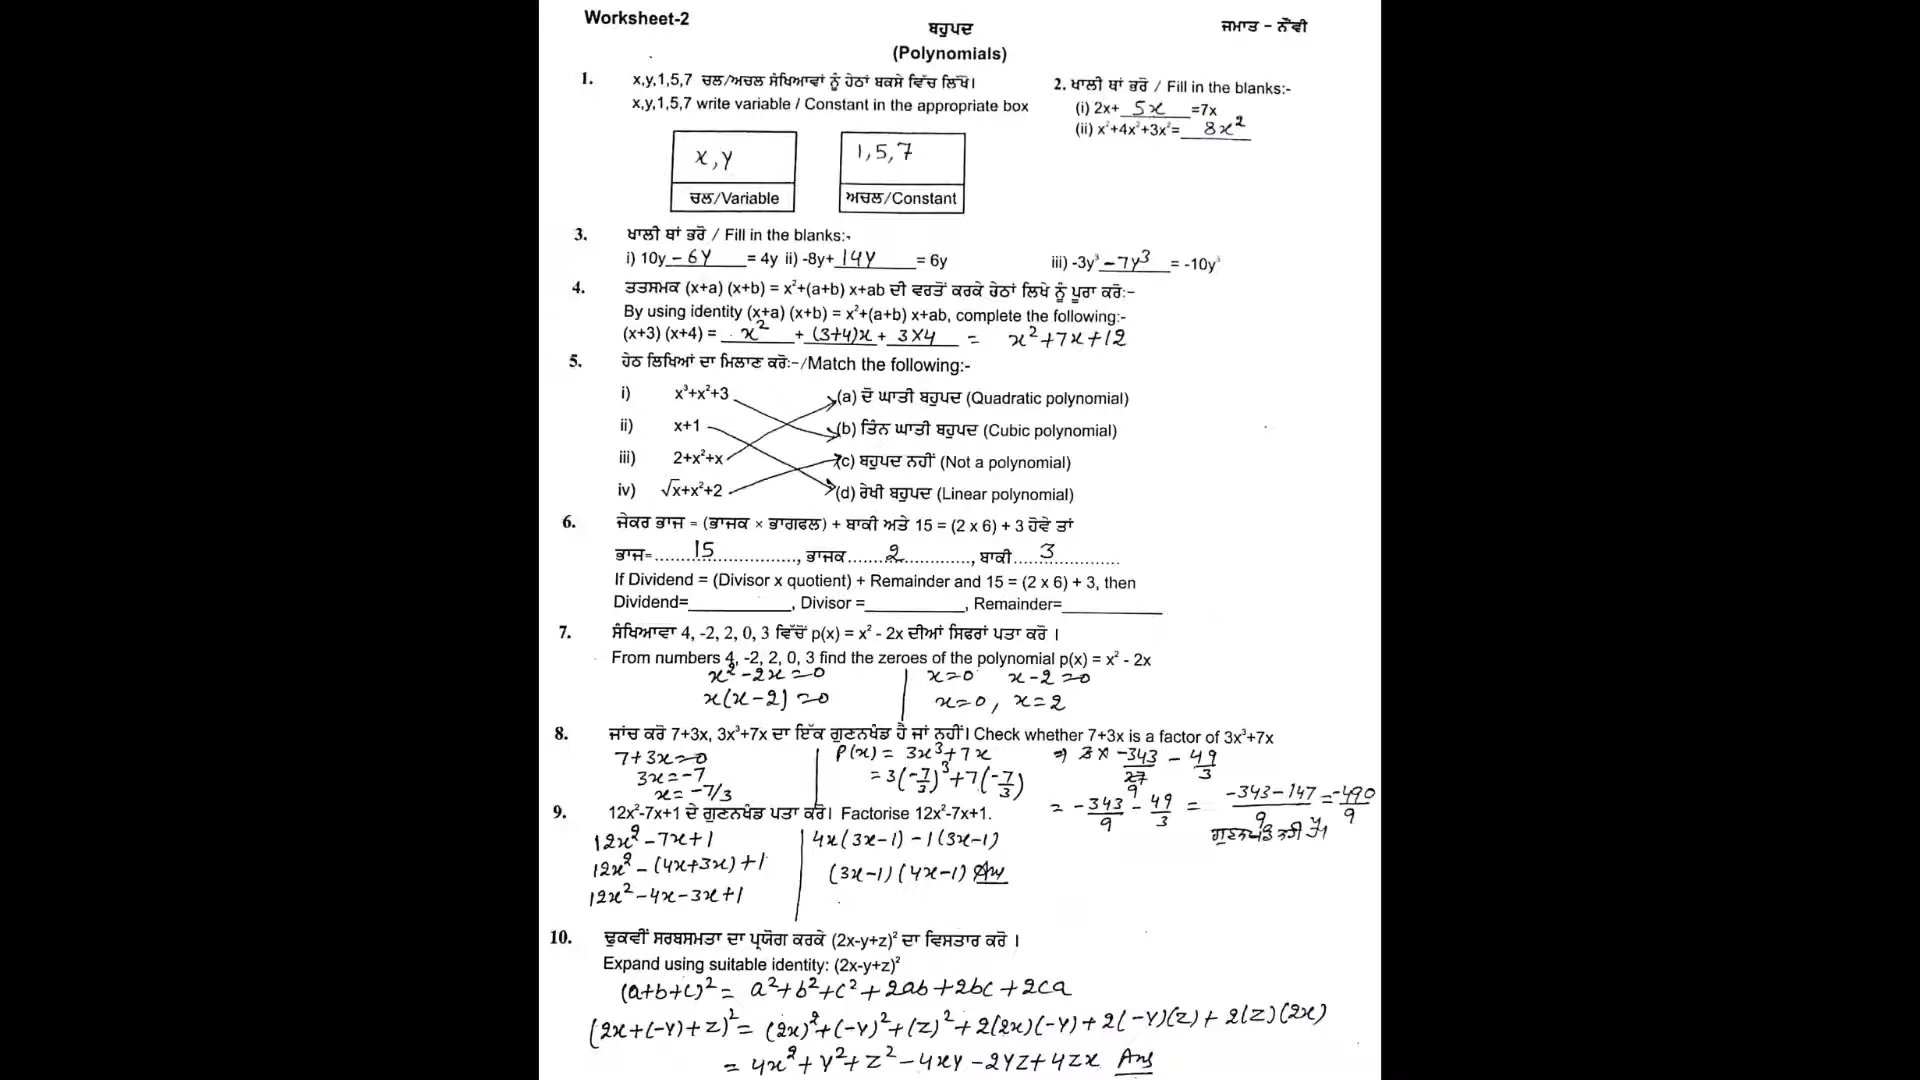 Worksheet-2
ਬਹੁਪਦ
ਜਮਾਤ - ਨੌਵੀ
(Polynomials)
1. x,y,1,5,7 ਚਲ/ਅਚਲ ਸੰਖਿਆਵਾਂ ਨੂੰ ਹੇਠਾਂ ਬਕਸੇ ਵਿੱਚ ਲਿੱਖੋ।
x,y,1,5,7 write variable / Constant in the appropriate box
2. ਖਾਲੀ ਥਾਂ ਭਰੋ / Fill in the blanks:-
(i) 2x+ 5x =7x
(ii) x²+4x²+3x²= 8x²
x,y
ਚਲ/Variable
1,5,7
ਅਚਲ/Constant
3. ਖਾਲੀ ਥਾਂ ਭਰੋ / Fill in the blanks:-
i) 10y - 6y = 4y ii) -8y+ 14y = 6y iii) -3y³ -7y³ = -10y³
4. ਤਤਸਮਕ (x+a) (x+b) = x²+(a+b) x+ab ਦੀ ਵਰਤੋਂ ਕਰਕੇ ਹੇਠਾਂ ਲਿਖੇ ਨੂੰ ਪੂਰਾ ਕਰੋ:-
By using identity (x+a) (x+b) = x²+(a+b) x+ab, complete the following:-
(x+3) (x+4) = x² + (3+4)x + 3x4 = x²+7x+12
5. ਹੇਠ ਲਿਖਿਆਂ ਦਾ ਮਿਲਾਣ ਕਰੋ:-/Match the following:-
i) x³+x²+3 (a) ਦੋ ਘਾਤੀ ਬਹੁਪਦ (Quadratic polynomial)
ii) x+1 (b) ਤਿੰਨ ਘਾਤੀ ਬਹੁਪਦ (Cubic polynomial)
iii) 2+x²+x (c) ਬਹੁਪਦ ਨਹੀਂ (Not a polynomial)
iv) √x+x²+2 (d) ਰੇਖੀ ਬਹੁਪਦ (Linear polynomial)
6. ਜੇਕਰ ਭਾਜ = (ਭਾਜਕ × ਭਾਗਫਲ) + ਬਾਕੀ ਅਤੇ 15 = (2 x 6) + 3 ਹੋਵੇ ਤਾਂ
ਭਾਜ= 15, ਭਾਜਕ 2, ਬਾਕੀ 3
If Dividend = (Divisor x quotient) + Remainder and 15 = (2 x 6) + 3, then
Dividend=__________, Divisor =__________, Remainder=__________
7. ਸੰਖਿਆਵਾ 4, -2, 2, 0, 3 ਵਿੱਚੋਂ p(x) = x² - 2x ਦੀਆਂ ਸਿਫਰਾਂ ਪਤਾ ਕਰੋ ।
From numbers 4, -2, 2, 0, 3 find the zeroes of the polynomial p(x) = x² - 2x
x²-2x=0 x=0 x-2=0
x(x-2)=0 x=0, x=2
8. ਜਾਂਚ ਕਰੋ 7+3x, 3x³+7x ਦਾ ਇੱਕ ਗੁਣਨਖੰਡ ਹੈ ਜਾਂ ਨਹੀਂ। Check whether 7+3x is a factor of 3x³+7x
7+3x=0 P(x) = 3x³+7x ⇒ 3 x -343/27 - 49/3
3x=-7 = 3(-7/3)³+7(-7/3)
x=-7/3 = -343/9 - 49/3 = -343-147/9 = -490/9
ਗੁਣਨਖੰਡ ਨਹੀ ਹੈ।
9. 12x²-7x+1 ਦੇ ਗੁਣਨਖੰਡ ਪਤਾ ਕਰੋ। Factorise 12x²-7x+1.
12x²-7x+1 4x(3x-1)-1(3x-1)
12x²-(4x+3x)+1 (3x-1)(4x-1) Ans
12x²-4x-3x+1
10. ਢੁਕਵੀਂ ਸਰਬਸਮਤਾ ਦਾ ਪ੍ਰਯੋਗ ਕਰਕੇ (2x-y+z)² ਦਾ ਵਿਸਤਾਰ ਕਰੋ ।
Expand using suitable identity: (2x-y+z)²
(a+b+c)² = a²+b²+c²+2ab+2bc+2ca
(2x+(-y)+z)² = (2x)²+(-y)²+(z)²+2(2x)(-y)+2(-y)(z)+2(z)(2x)
= 4x²+y²+z²-4xy-2yz+4zx Ans